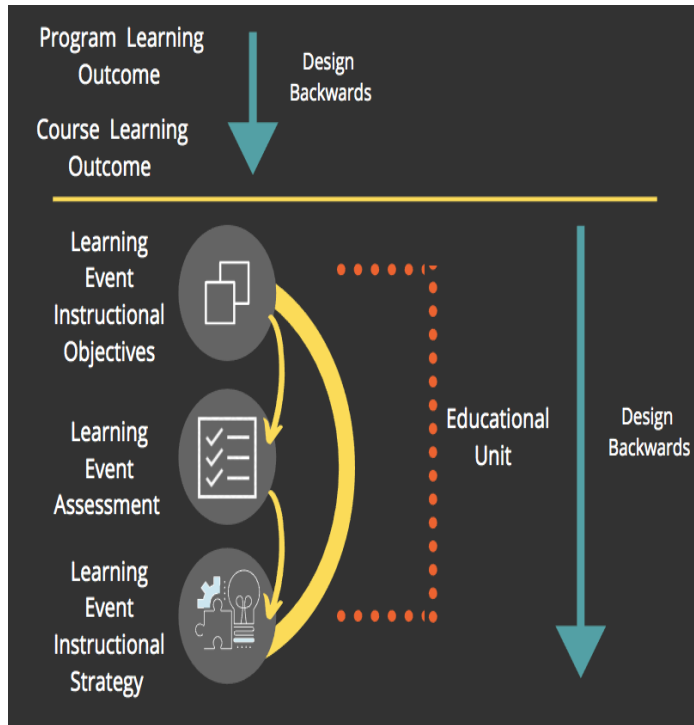 Program Learning
Outcome
Design
Backwards
Course Learning
Outcome
Learning
Event
Instructional
Objectives
Learning
Event
Assessment
Educational
Unit
Design
Backwards
Learning
Event
Instructional
Strategy